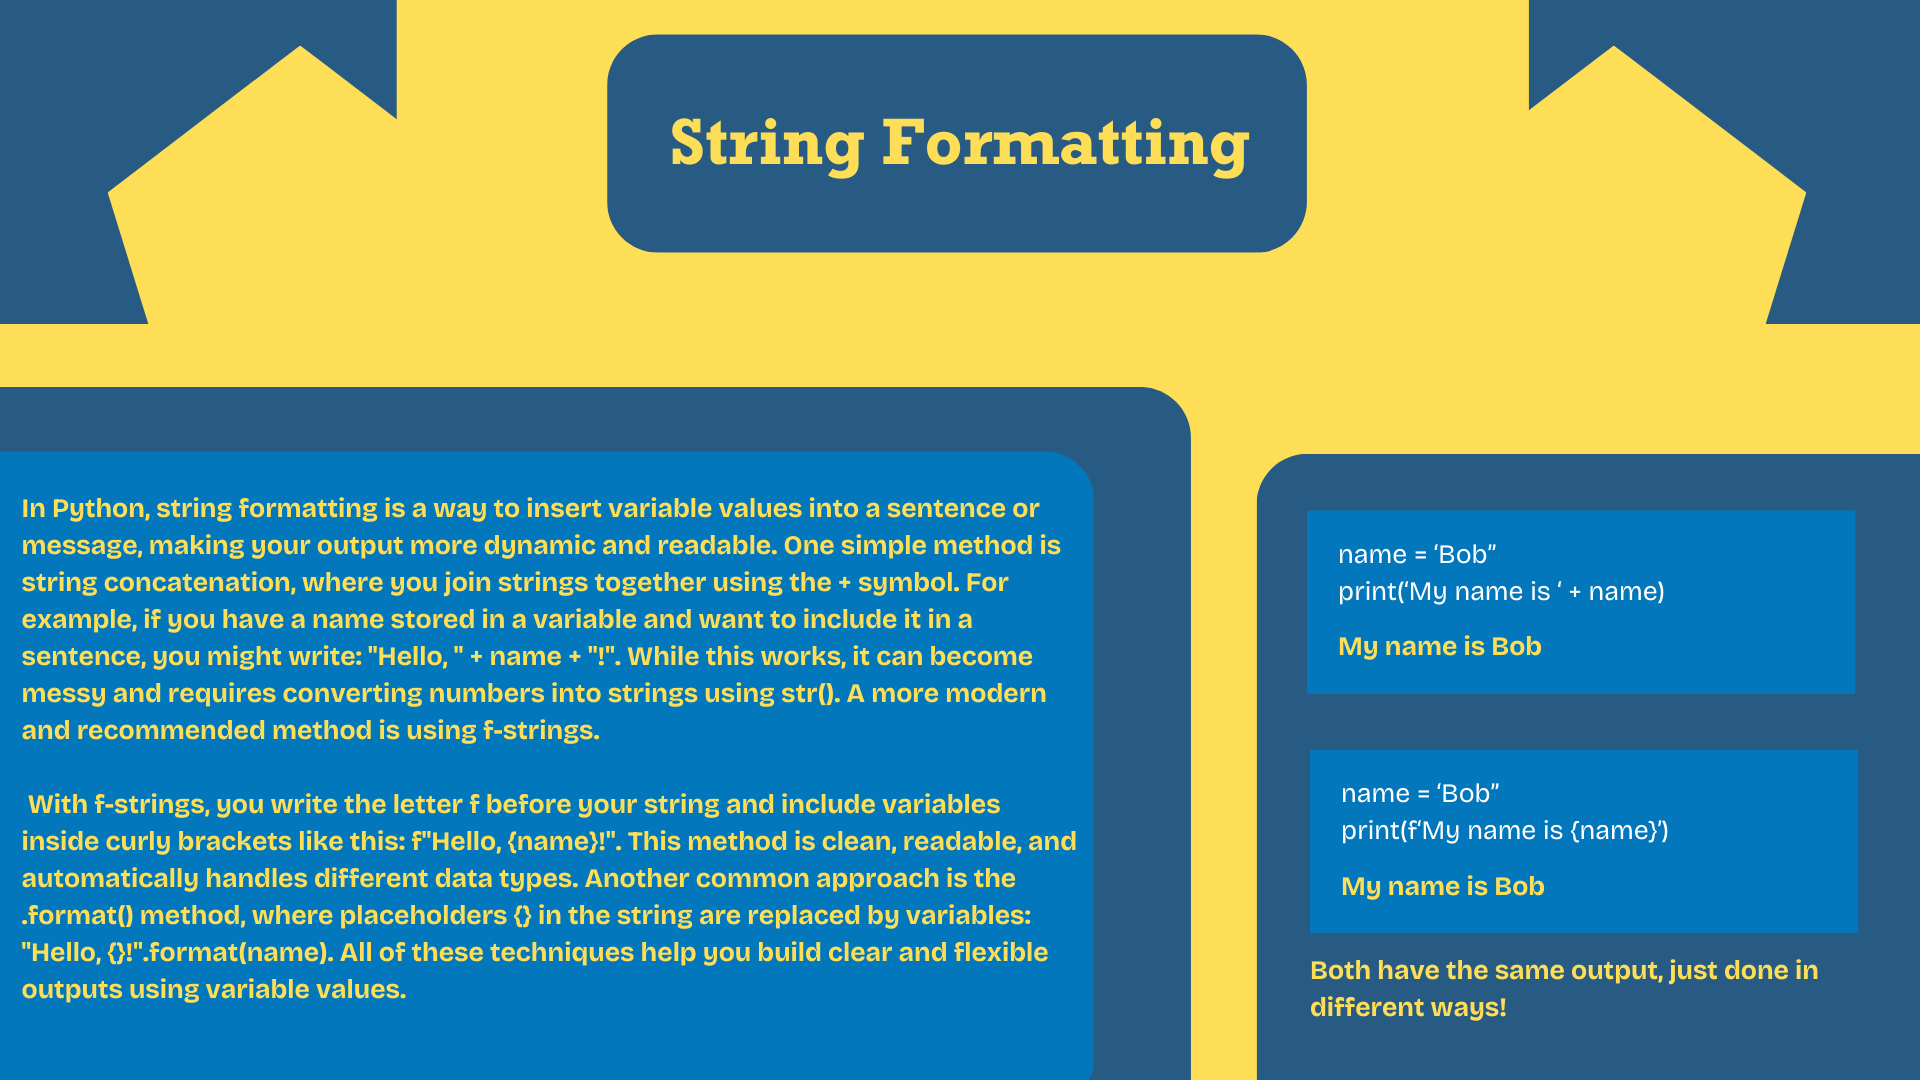 String Formatting
In Python, string formatting is a way to insert variable values into a sentence or
message, making your output more dynamic and readable. One simple method is
string concatenation, where you join strings together using the + symbol. For
example, if you have a name stored in a variable and want to include it in a
sentence, you might write: "Hello, " + name + "!". While this works, it can become
messy and requires converting numbers into strings using str(). A more modern
and recommended method is using f-strings.
With f-strings, you write the letter f before your string and include variables
inside curly brackets like this: f"Hello, {name}!". This method is clean, readable, and
automatically handles different data types. Another common approach is the
.format() method, where placeholders {} in the string are replaced by variables:
"Hello, {}!".format(name). All of these techniques help you build clear and flexible
outputs using variable values.
name = ‘Bob”
print(‘My name is ‘ + name)
My name is Bob
name = ‘Bob”
print(f‘My name is {name}’)
My name is Bob
Both have the same output, just done in
different ways!